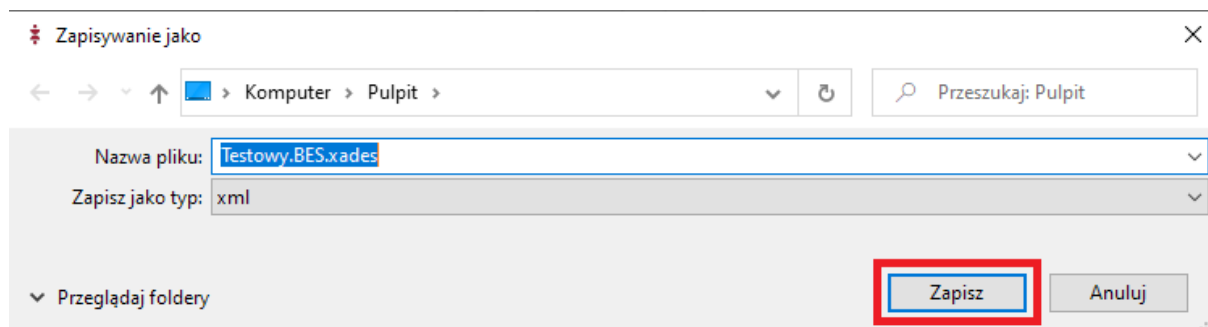 Zapisywanie jako
Komputer > Pulpit >
Przeszukaj: Pulpit
Nazwa pliku: Testowy.BES.xades
Zapisz jako typ: xml
Przeglądaj foldery
Zapisz
Anuluj